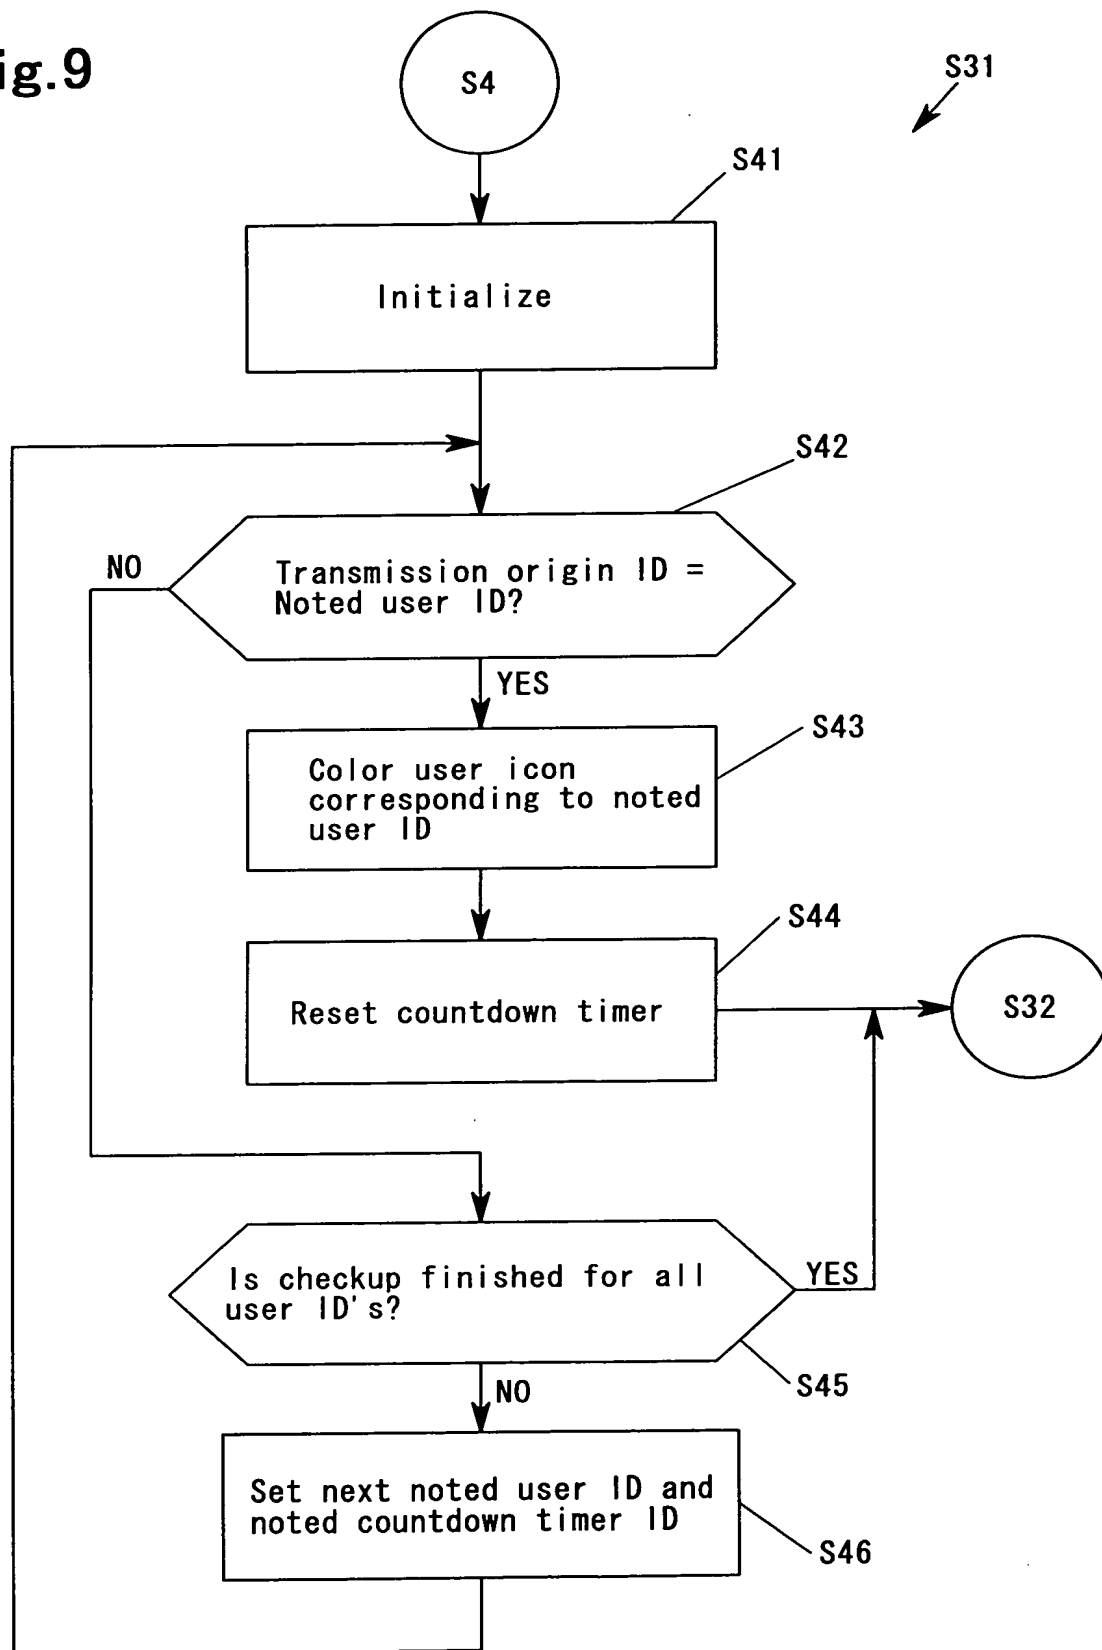 ig.9
S4
S31
S41
Initialize
S42
NO
Transmission origin ID =
Noted user ID?
YES
S43
Color user icon
corresponding to noted
user ID
S44
Reset countdown timer
S32
Is checkup finished for all
user ID's?
YES
S45
NO
Set next noted user ID and
noted countdown timer ID
S46